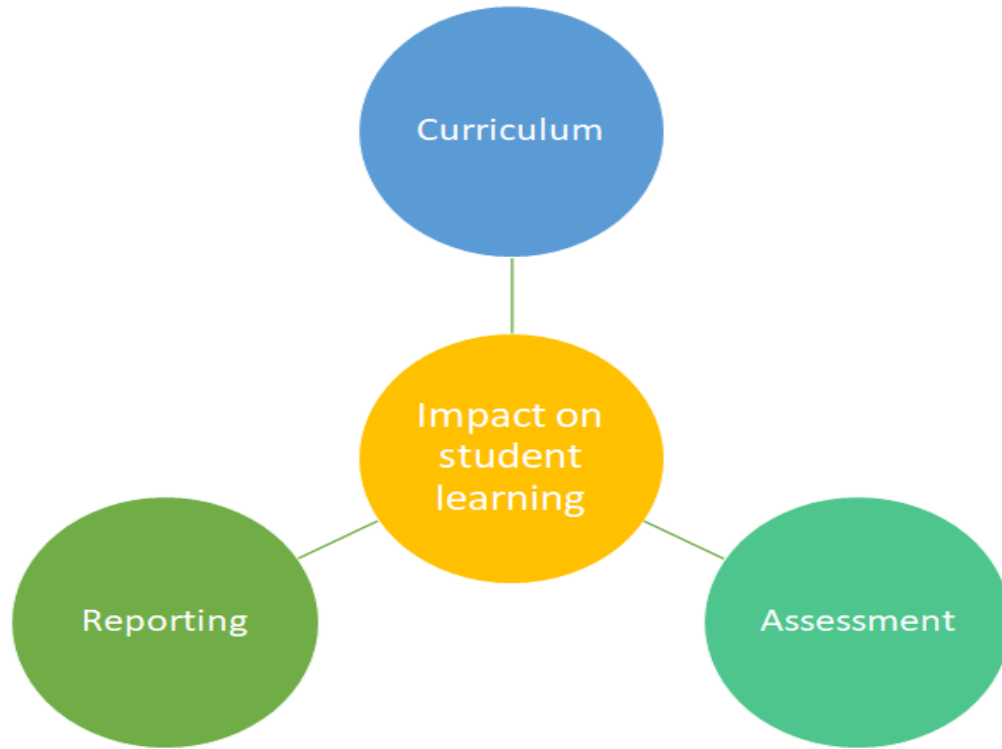 Curriculum
Impact on
student
learning
Reporting
Assessment